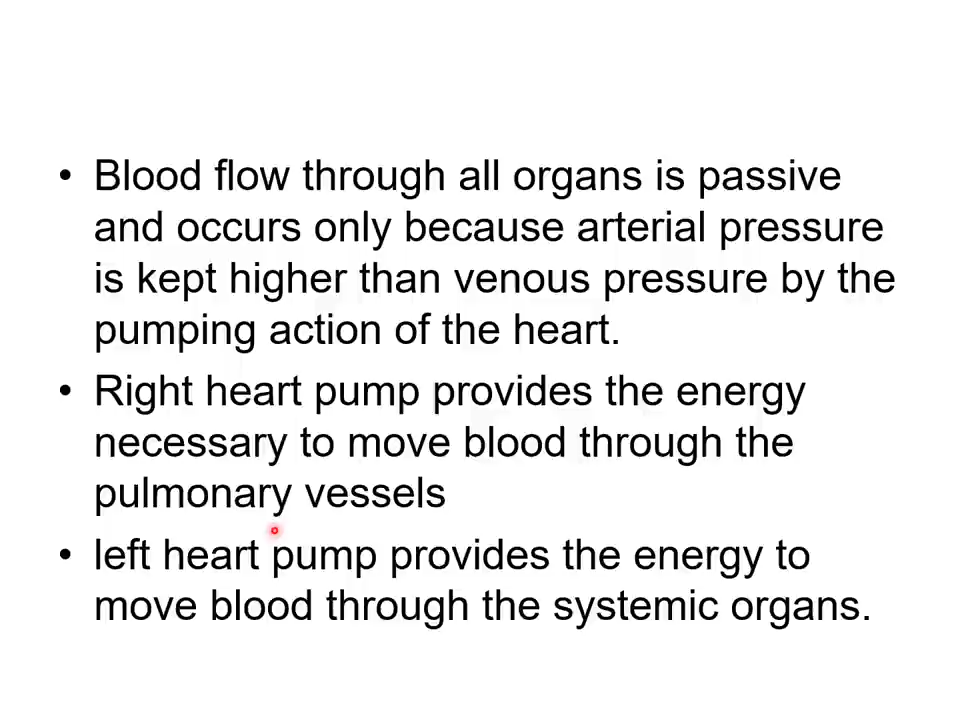 • Blood flow through all organs is passive
and occurs only because arterial pressure
is kept higher than venous pressure by the
pumping action of the heart.
• Right heart pump provides the energy
necessary to move blood through the
pulmonary vessels
• left heart pump provides the energy to
move blood through the systemic organs.